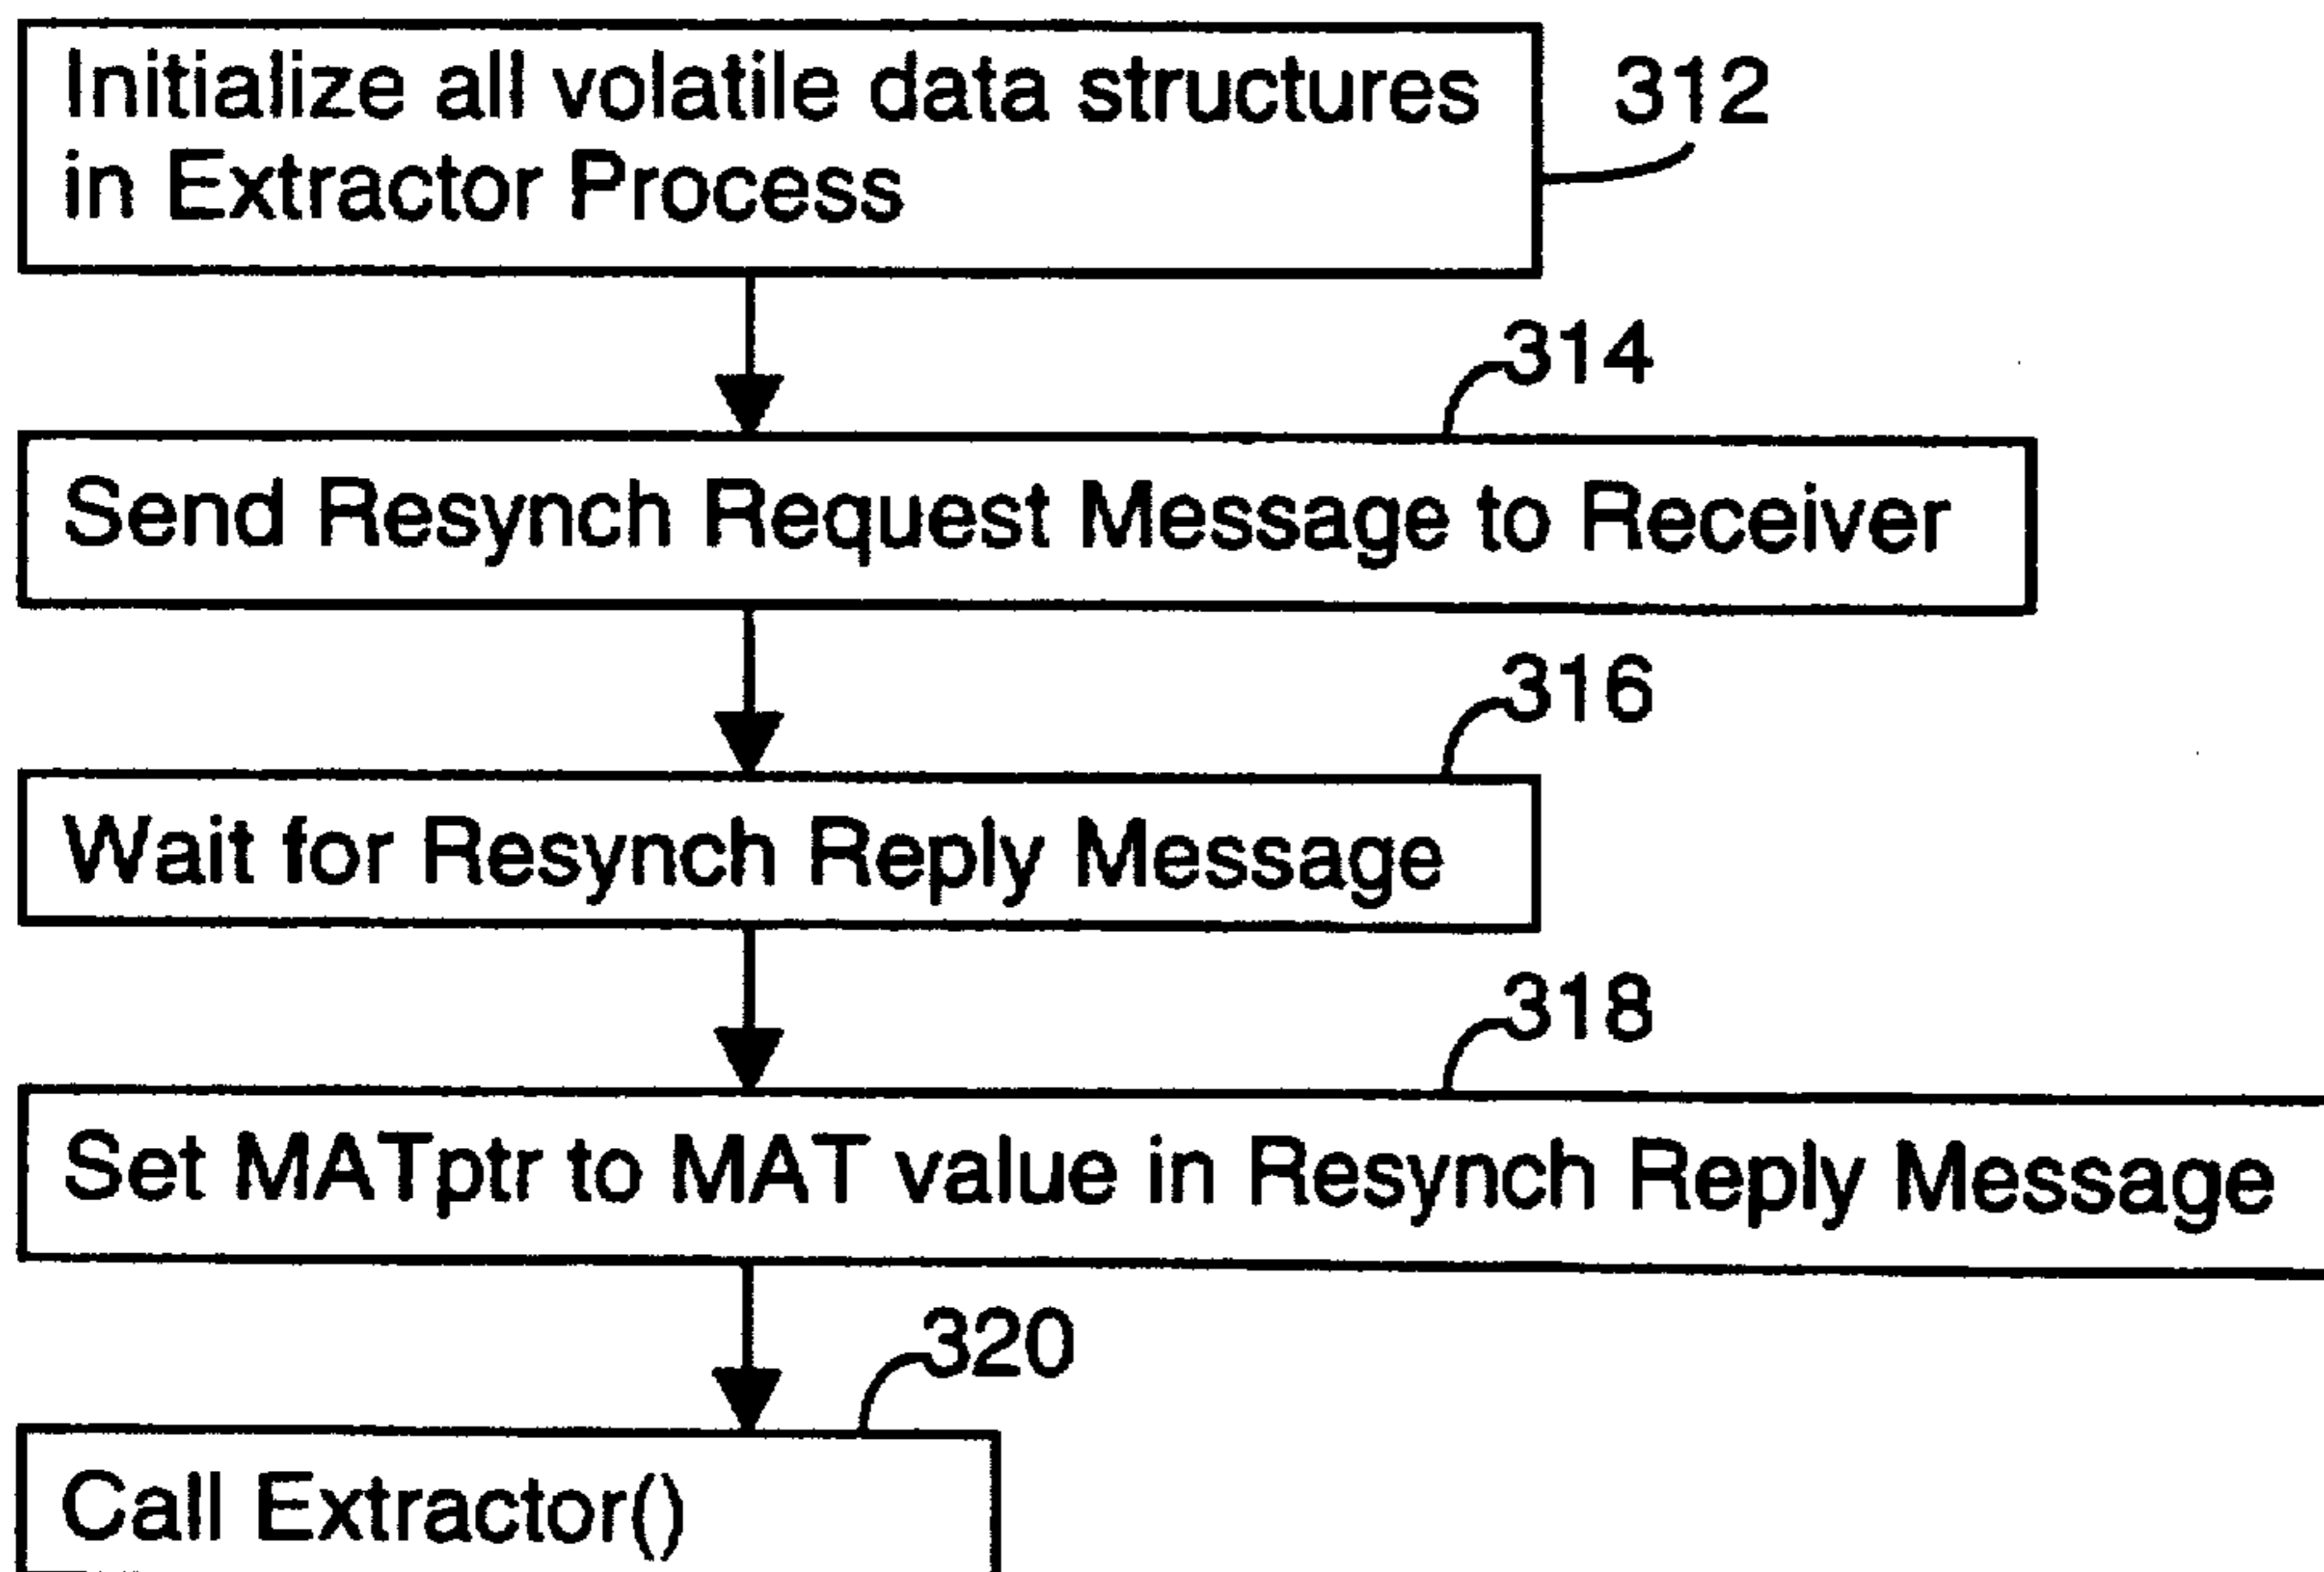 Initialize all volatile data structures
in Extractor Process
312
314
Send Resynch Request Message to Receiver
316
Wait for Resynch Reply Message
318
Set MATptr to MAT value in Resynch Reply Message
320
Call Extractor()